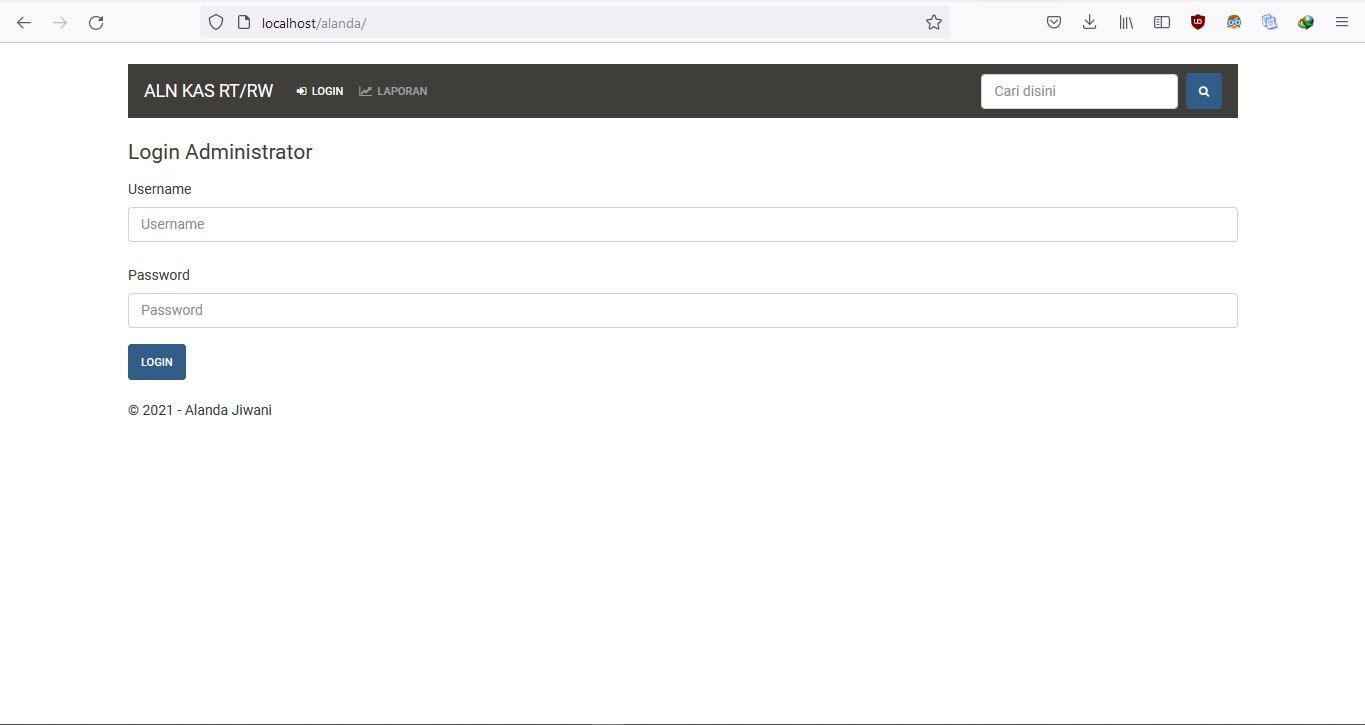 localhost/alanda/
ALN KAS RT/RW LOGIN LAPORAN Cari disini
Login Administrator
Username
Username
Password
Password
LOGIN
© 2021 - Alanda Jiwani